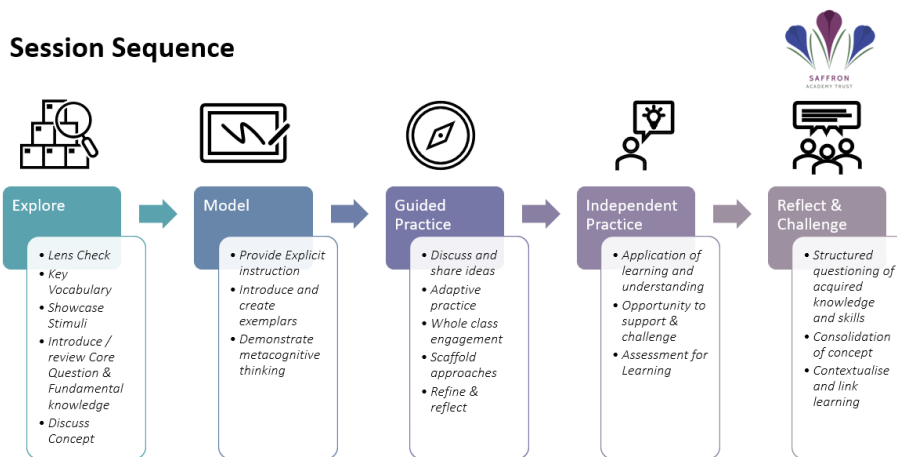 Session Sequence
SAFFRON
ACADEMY TRUST
Explore
• Lens Check
• Key
Vocabulary
• Showcase
Stimuli
• Introduce /
review Core
Question &
Fundamental
knowledge
• Discuss
Concept
Model
• Provide Explicit
instruction
• Introduce and
create
exemplars
• Demonstrate
metacognitive
thinking
Guided
Practice
• Discuss and
share ideas
• Adaptive
practice
• Whole class
engagement
• Scaffold
approaches
• Refine &
reflect
Independent
Practice
• Application of
learning and
understanding
• Opportunity to
support &
challenge
• Assessment for
Learning
Reflect &
Challenge
• Structured
questioning of
acquired
knowledge
and skills
• Consolidation
of concept
• Contextualise
and link
learning